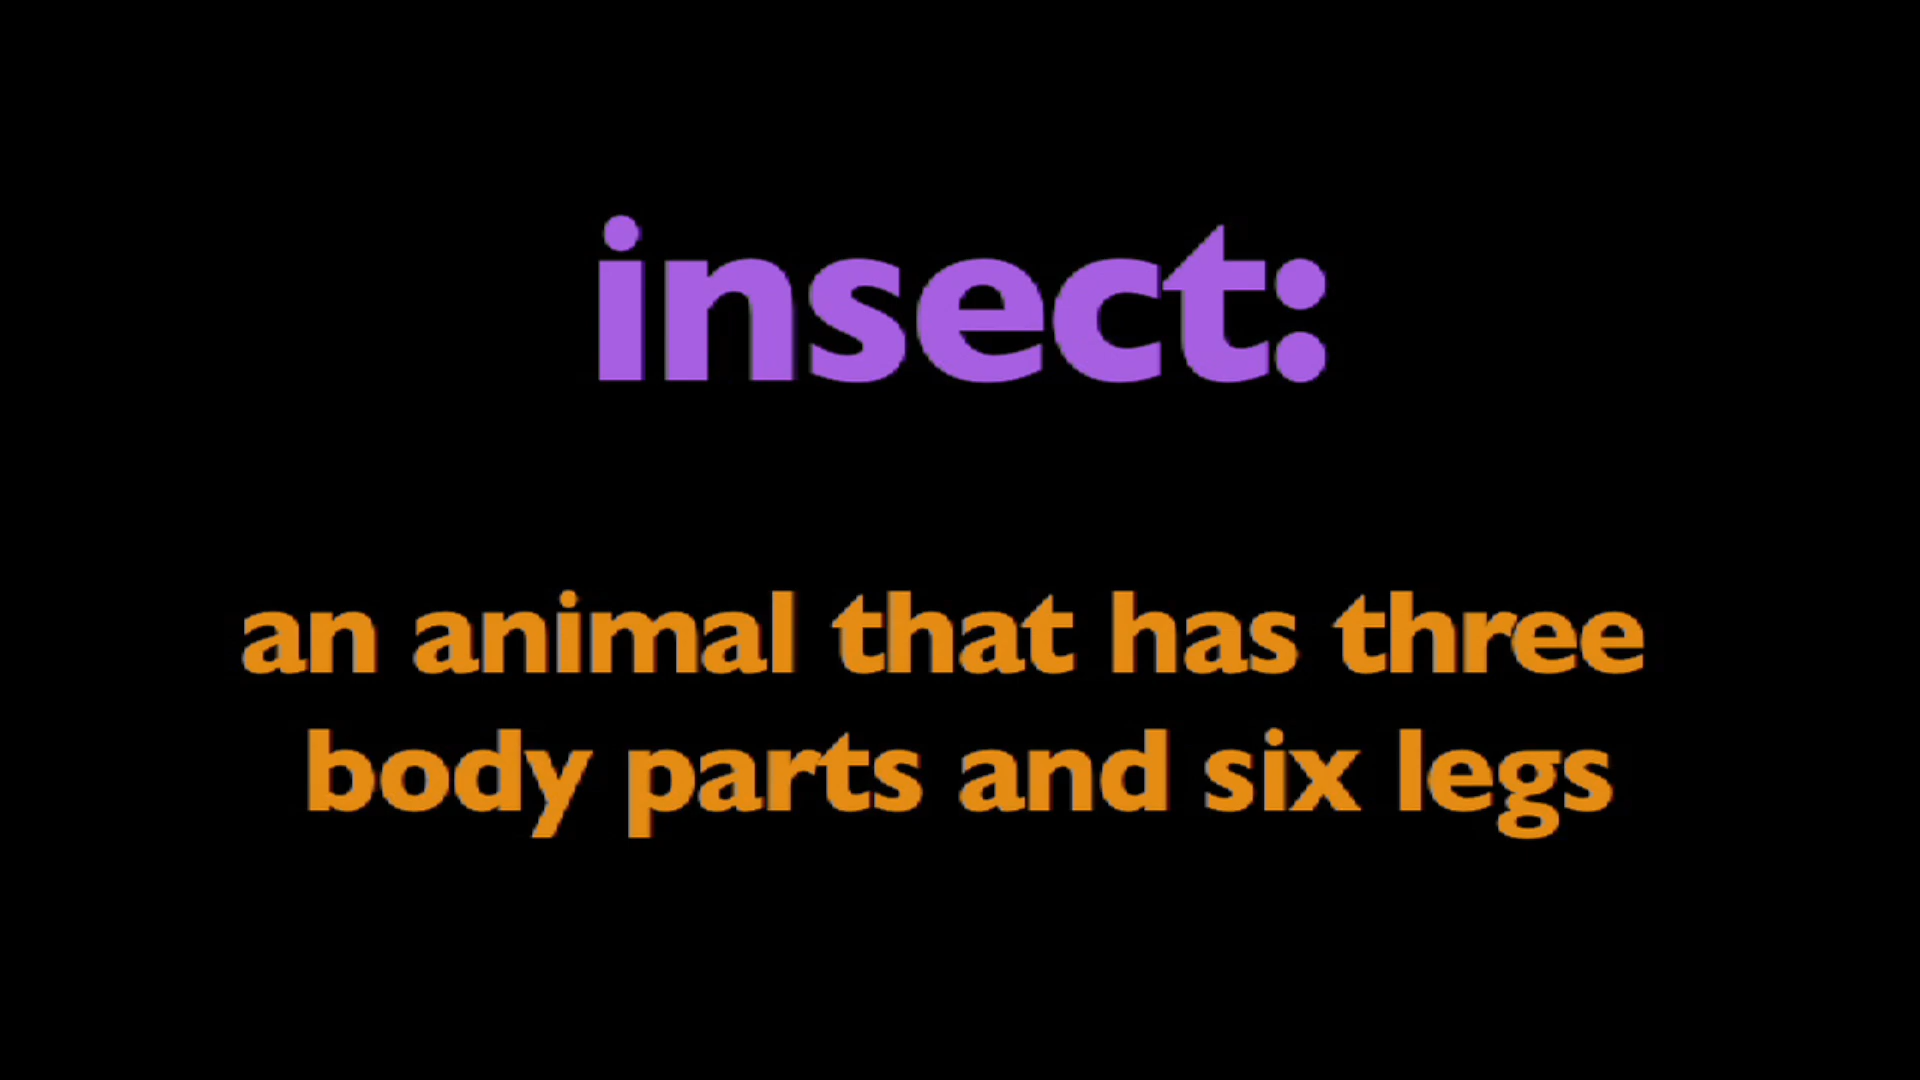 insect:
an animal that has three
body parts and six legs